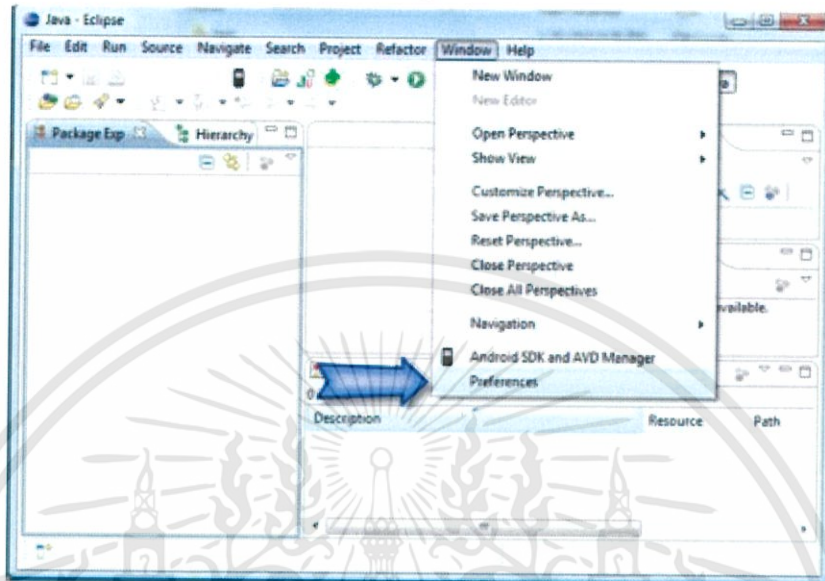 Java - Eclipse
File Edit Run Source Navigate Search Project Refactor Window Help
New Window
New Editor
Package Exp
Hierarchy
Open Perspective
Show View
Customize Perspective...
Save Perspective As...
Reset Perspective...
Close Perspective
Close All Perspectives
vailable.
Navigation
Android SDK and AVD Manager
Preferences
0
Description Resource Path